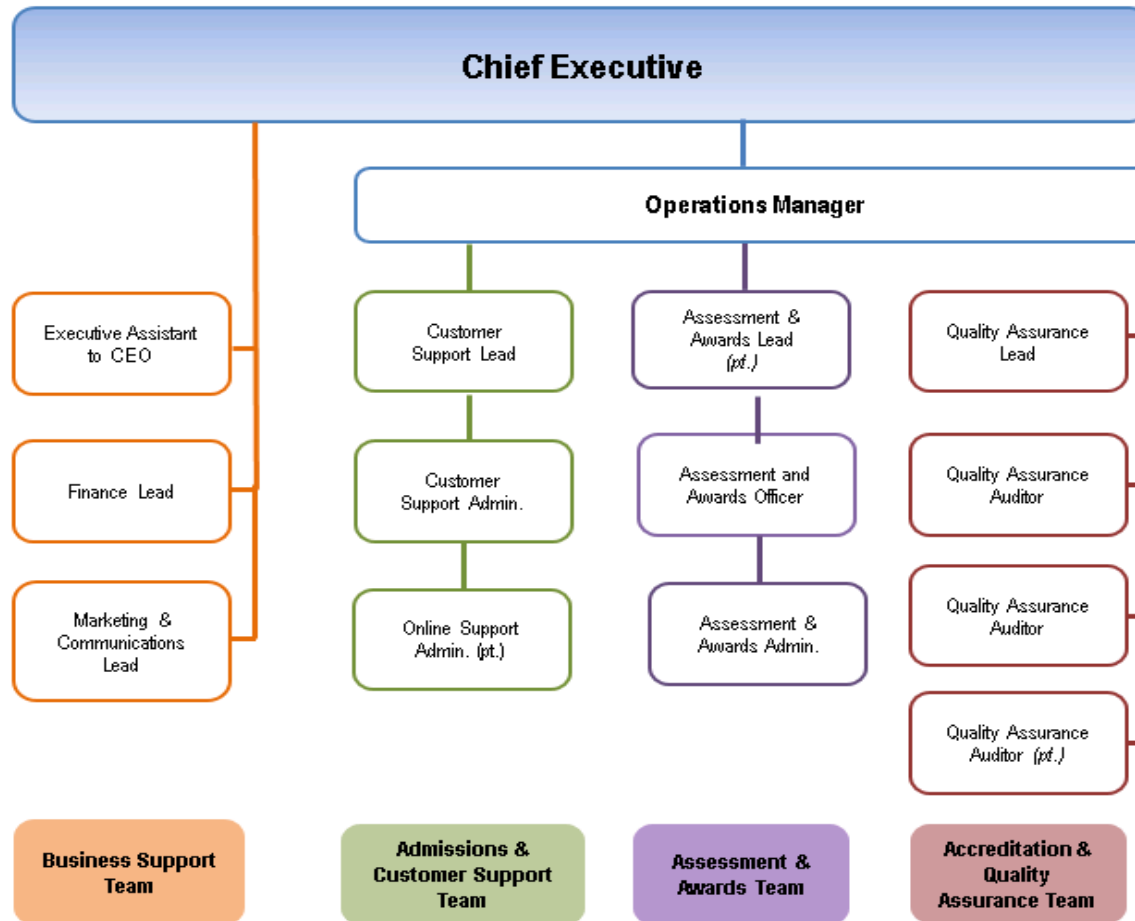 Chief Executive
Operations Manager
Executive Assistant
to CEO
Finance Lead
Marketing &
Communications
Lead
Customer
Support Lead
Customer
Support Admin.
Online Support
Admin. (pt.)
Assessment &
Awards Lead
(pt.)
Assessment and
Awards Officer
Assessment &
Awards Admin.
Quality Assurance
Lead
Quality Assurance
Auditor
Quality Assurance
Auditor
Quality Assurance
Auditor (pt.)
Business Support
Team
Admissions &
Customer Support
Team
Assessment &
Awards Team
Accreditation &
Quality
Assurance Team